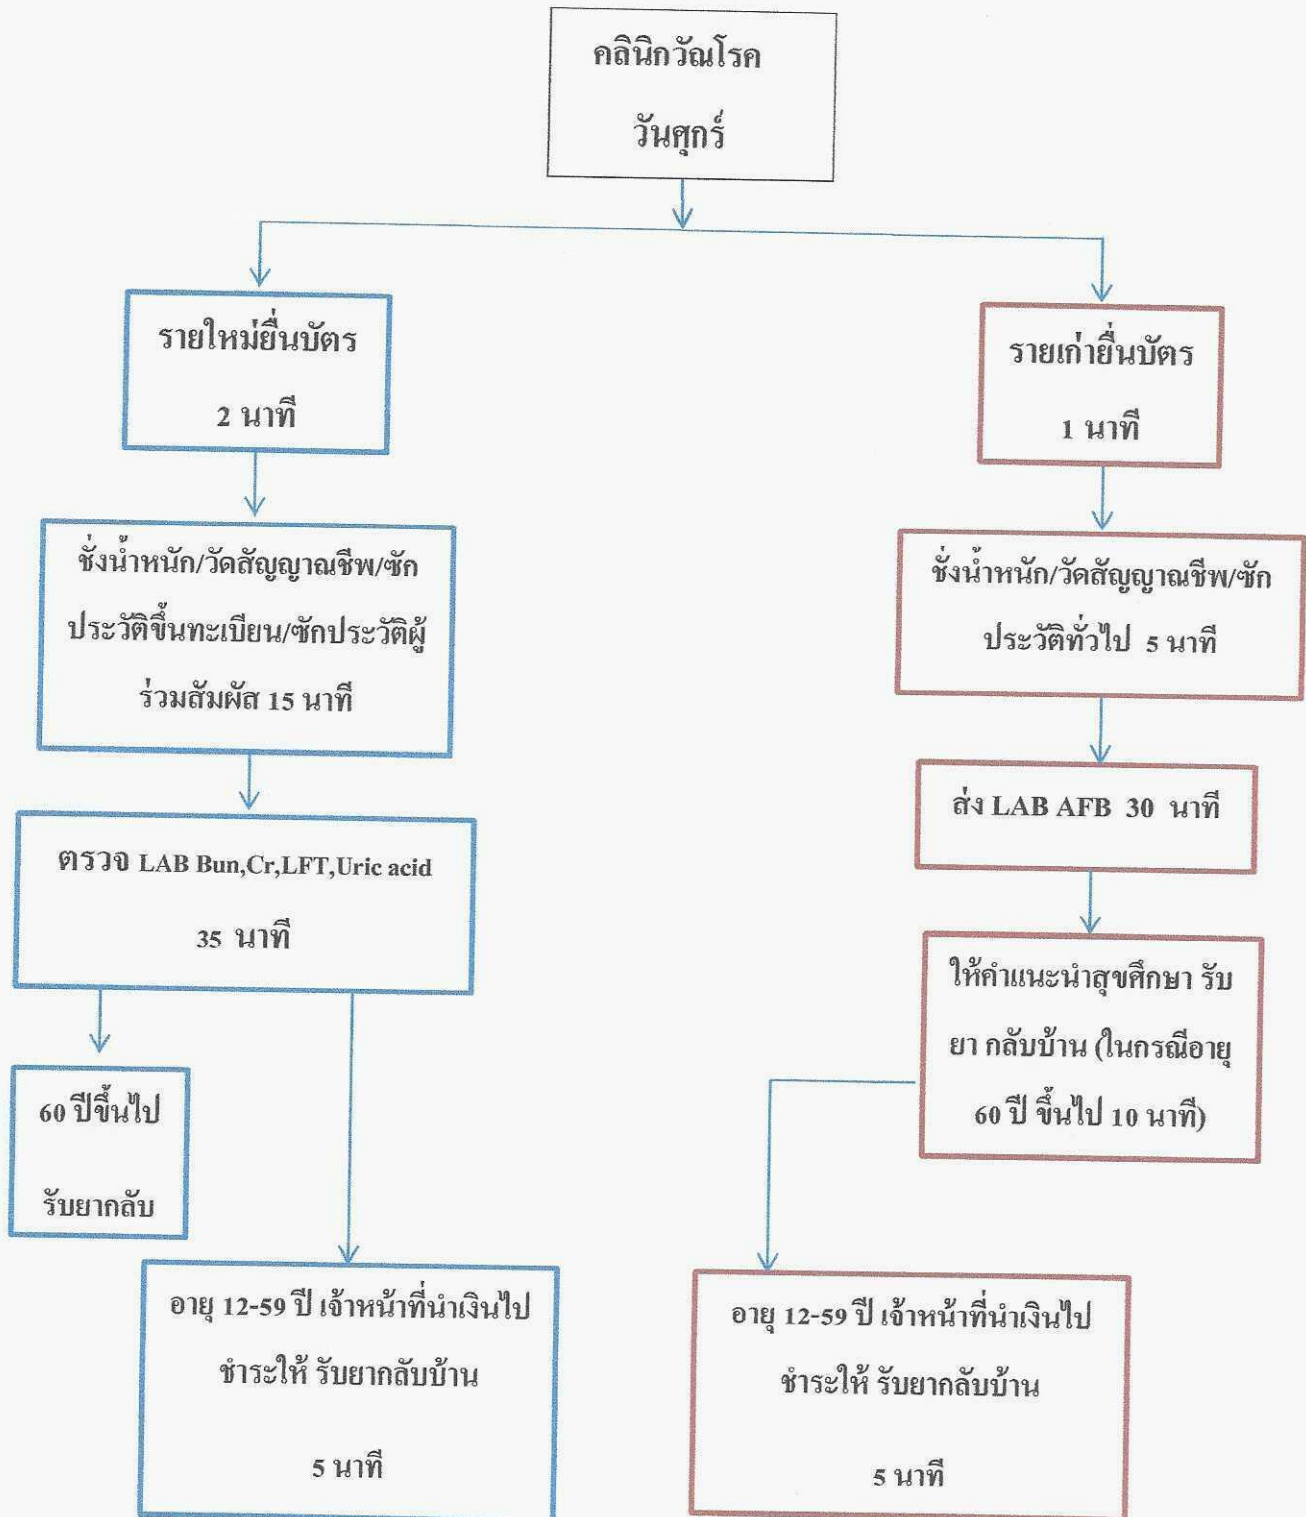 คลินิกวัณโรค
วันศุกร์
รายใหม่ยื่นบัตร
2 นาที
ชั่งน้ำหนัก/วัดสัญญาณชีพ/ซัก
ประวัติขึ้นทะเบียน/ซักประวัติผู้
ร่วมสัมผัส 15 นาที
ตรวจ LAB Bun,Cr,LFT,Uric acid
35 นาที
60 ปีขึ้นไป
รับยากลับ
อายุ 12-59 ปี เจ้าหน้าที่นำเงินไป
ชำระให้ รับยากลับบ้าน
5 นาที
รายเก่ายื่นบัตร
1 นาที
ชั่งน้ำหนัก/วัดสัญญาณชีพ/ซัก
ประวัติทั่วไป 5 นาที
ส่ง LAB AFB 30 นาที
ให้คำแนะนำสุขศึกษา รับ
ยา กลับบ้าน (ในกรณีอายุ
60 ปี ขึ้นไป 10 นาที)
อายุ 12-59 ปี เจ้าหน้าที่นำเงินไป
ชำระให้ รับยากลับบ้าน
5 นาที